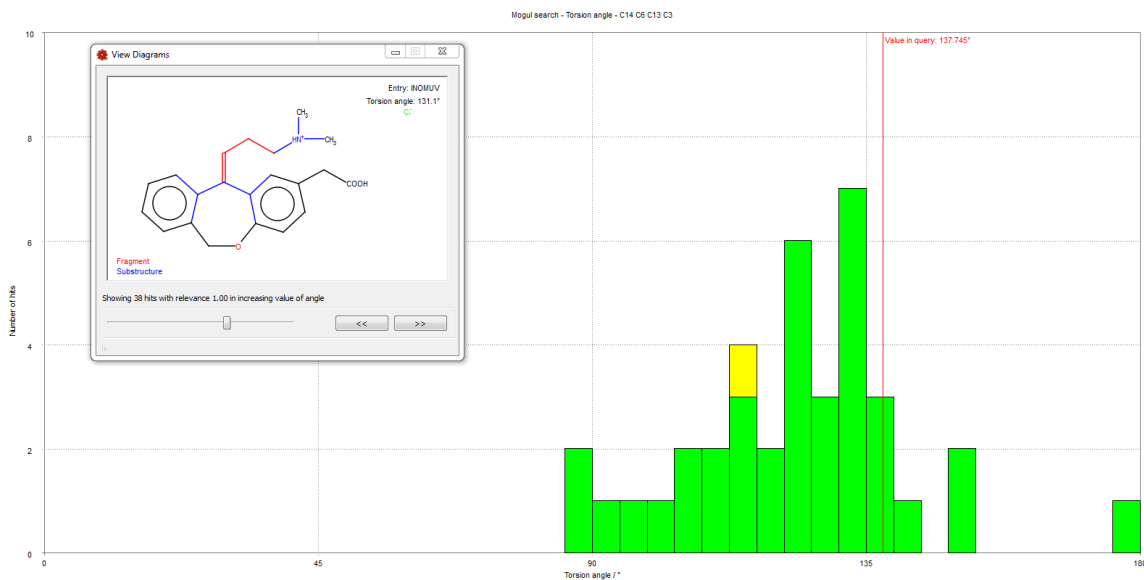 Mogul search - Torsion angle - C14 C6 C13 C3
10
Value in query: 137.745°
View Diagrams
Entry: INOMUV
Torsion angle: 131.1°
Cl-
CH3
HN+
CH3
COOH
O
Fragment
Substructure
Showing 38 hits with relevance 1.00 in increasing value of angle
<<
>>
8
6
Number of hits
4
2
0
0
45
90
135
180
Torsion angle / °